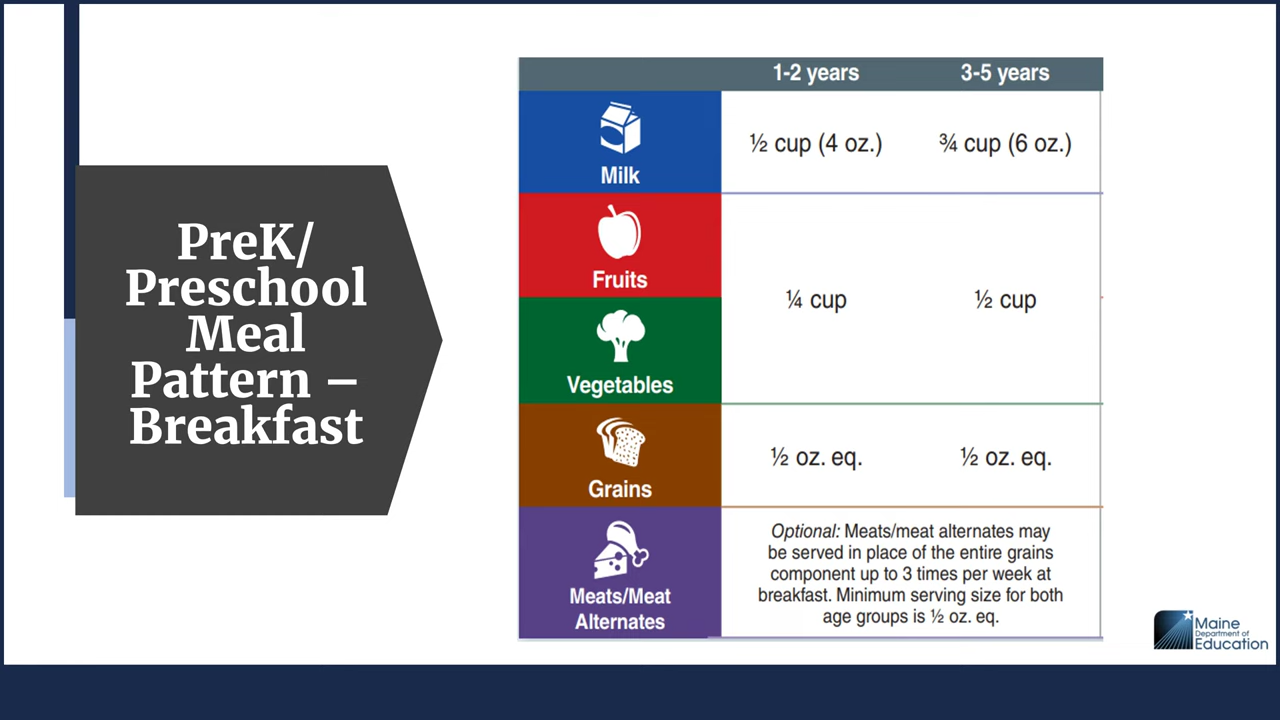 PreK/
Preschool
Meal
Pattern –
Breakfast
1-2 years 3-5 years
Milk ½ cup (4 oz.) ¾ cup (6 oz.)
Fruits
¼ cup ½ cup
Vegetables
Grains ½ oz. eq. ½ oz. eq.
Meats/Meat
Alternates
Optional: Meats/meat alternates may
be served in place of the entire grains
component up to 3 times per week at
breakfast. Minimum serving size for both
age groups is ½ oz. eq.
Maine
Department of
Education